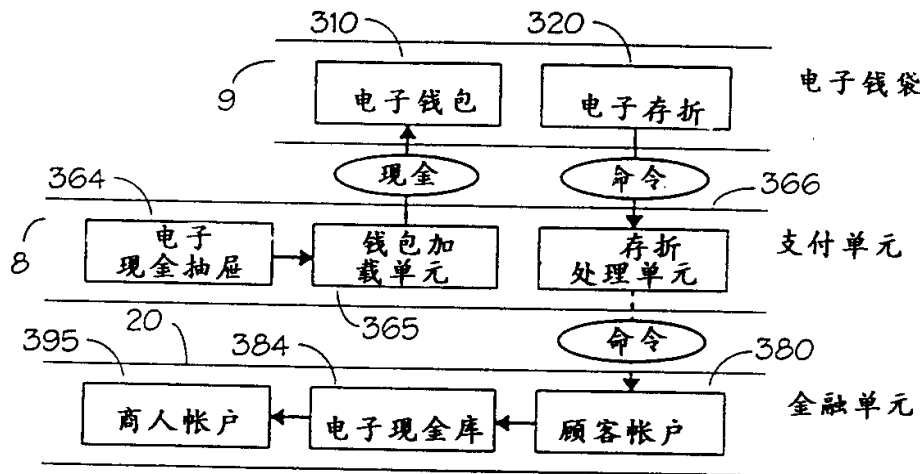 310
320
9
电子钱包
电子存折
电子钱袋
现金
命令
364
366
8
电子
现金抽屉
钱包加
载单元
存折
处理单元
支付单元
365
命令
20
395
384
380
商人帐户
电子现金库
顾客帐户
金融单元